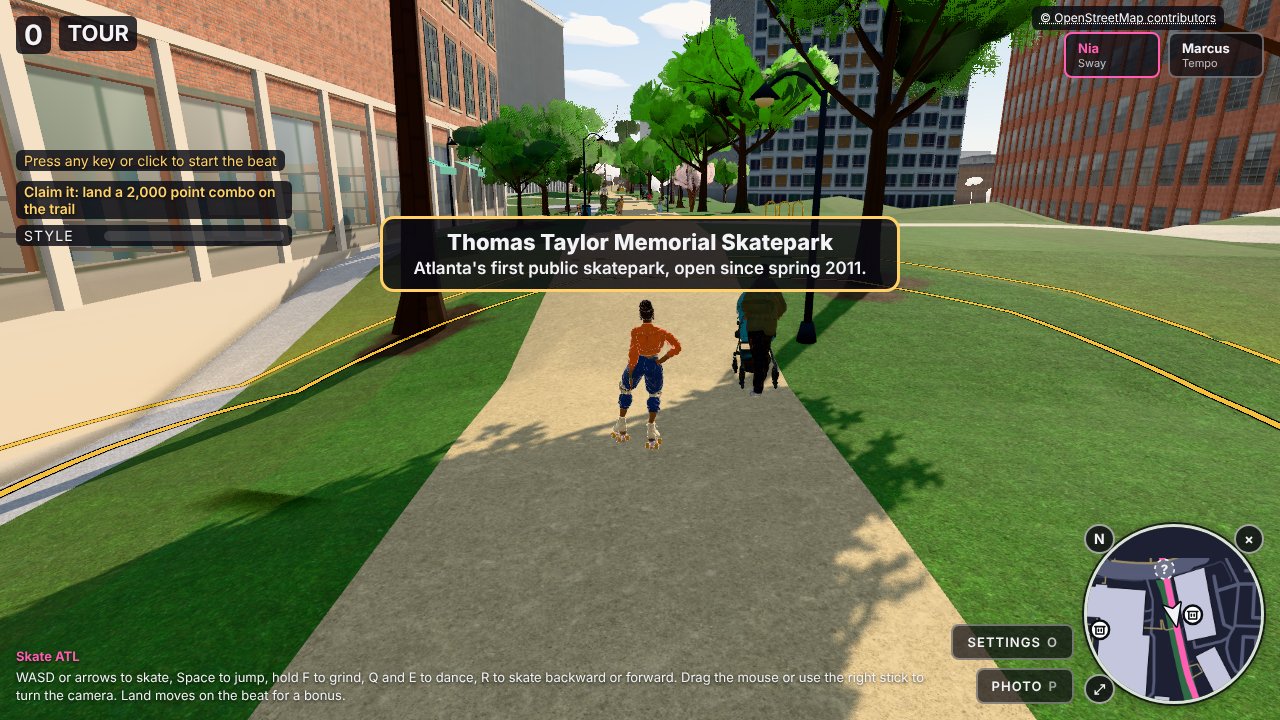 0 TOUR
© OpenStreetMap contributors
Nia
Sway
Marcus
Tempo
Press any key or click to start the beat
Claim it: land a 2,000 point combo on
the trail
STYLE
Thomas Taylor Memorial Skatepark
Atlanta's first public skatepark, open since spring 2011.
N
×
?
SETTINGS O
PHOTO P
Skate ATL
WASD or arrows to skate, Space to jump, hold F to grind, Q and E to dance, R to skate backward or forward. Drag the mouse or use the right stick to
turn the camera. Land moves on the beat for a bonus.